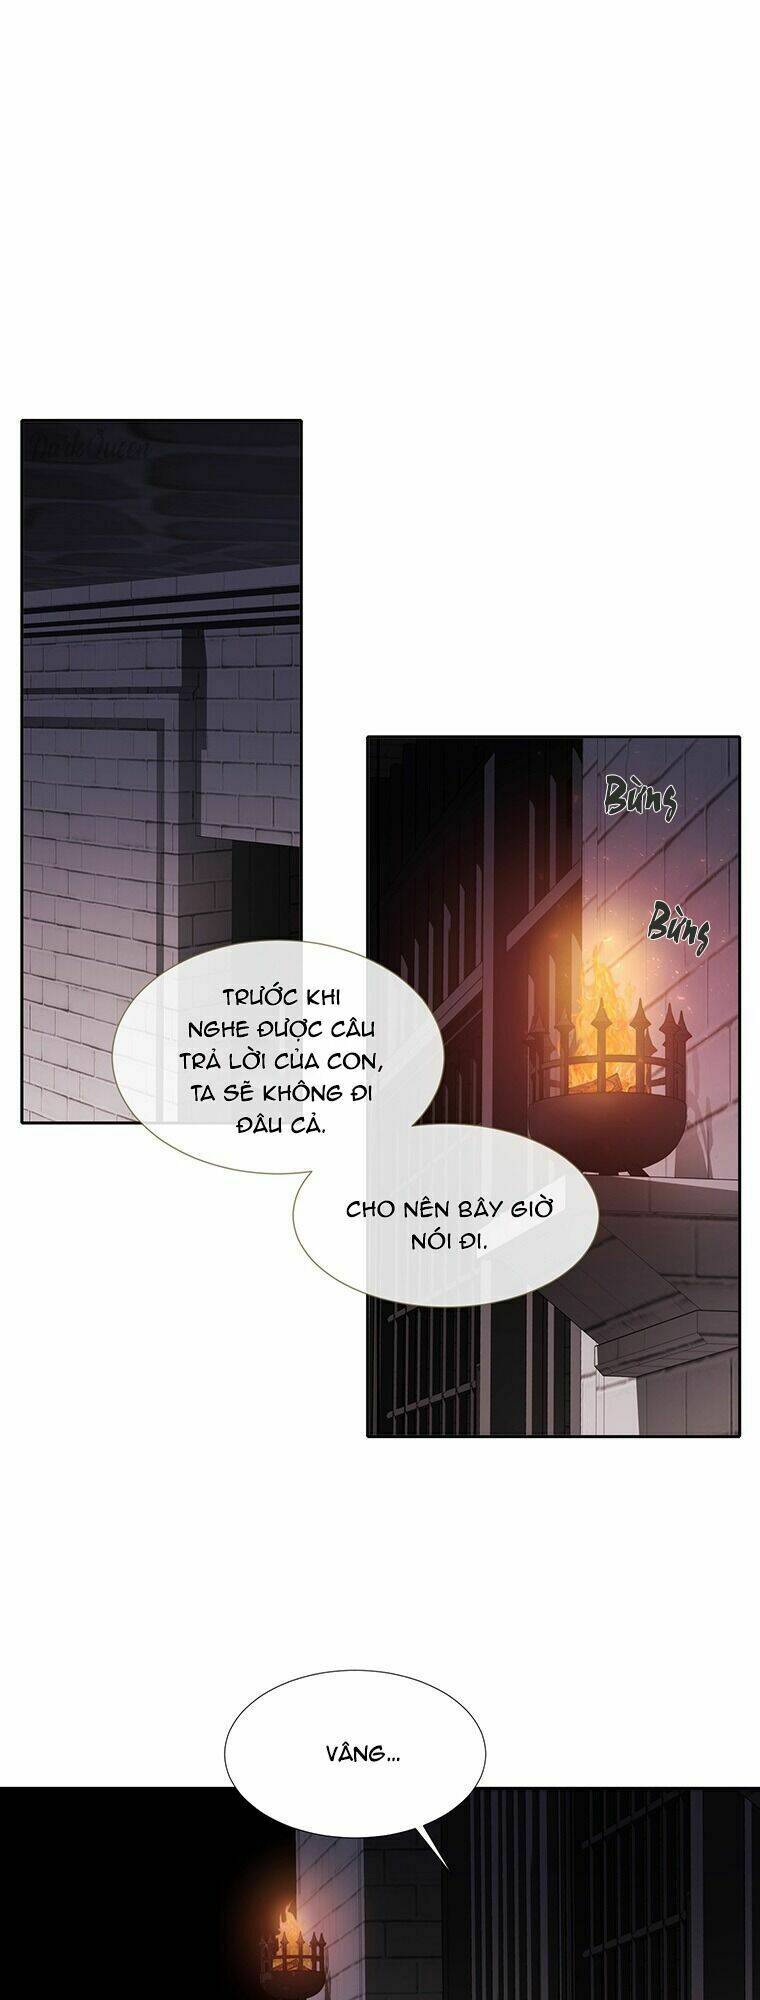 DarkQueen
Bùng
Bùng
TRƯỚC KHI
NGHE ĐƯỢC CÂU
TRẢ LỜI CỦA CON,
TA SẼ KHÔNG ĐI
ĐÂU CẢ.
CHO NÊN BÂY GIỜ
NÓI ĐI.
VÂNG...